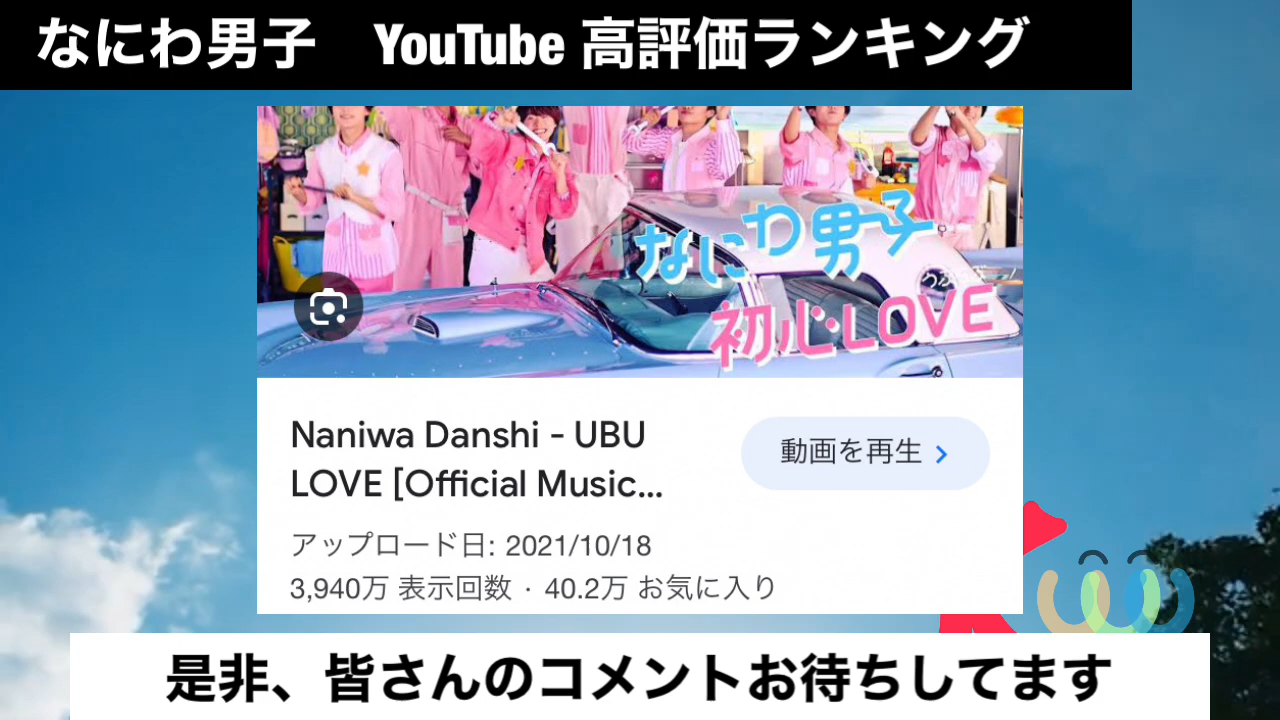 なにわ男子 YouTube 高評価ランキング
なにわ男子
初心LOVE
Naniwa Danshi - UBU
LOVE [Official Music...
動画を再生
アップロード日: 2021/10/18
3,940万 表示回数 · 40.2万 お気に入り
是非、皆さんのコメントお待ちしてます